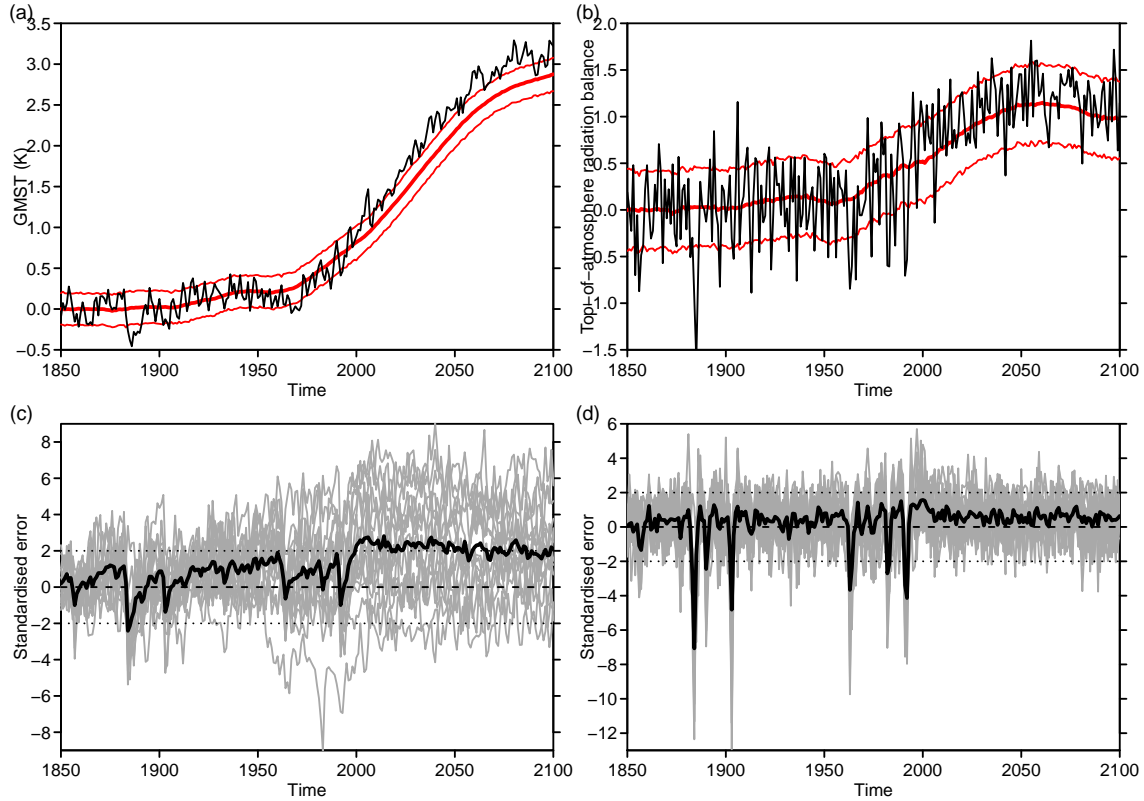 (a)
3.5
3.0
2.5
2.0
1.5
1.0
0.5
0.0
−0.5
GMST (K)
1850 1900 1950 2000 2050 2100
Time
(b)
2.0
1.5
1.0
0.5
0.0
−0.5
−1.0
−1.5
Top−of−atmosphere radiation balance
1850 1900 1950 2000 2050 2100
Time
(c)
8
6
4
2
0
−2
−4
−6
−8
Standardised error
1850 1900 1950 2000 2050 2100
Time
(d)
6
4
2
0
−2
−4
−6
−8
−10
−12
Standardised error
1850 1900 1950 2000 2050 2100
Time